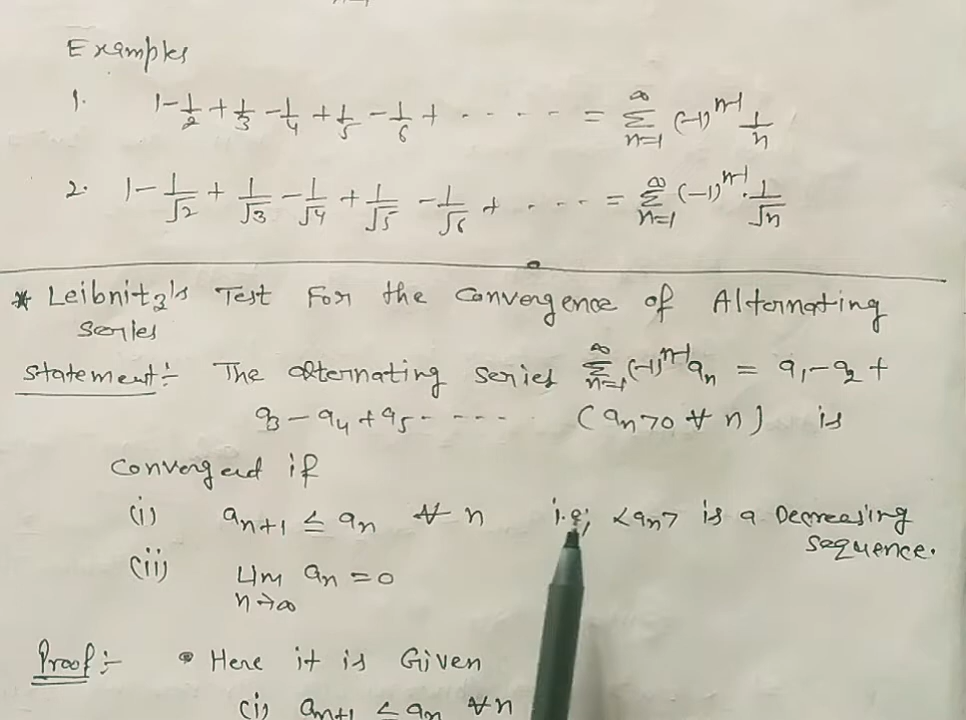 Examples
1. 1 - 1/2 + 1/3 - 1/4 + 1/5 - 1/6 + ..... = ∑_{n=1}^{∞} (-1)^{n-1} 1/n
2. 1 - 1/√2 + 1/√3 - 1/√4 + 1/√5 - 1/√6 + ..... = ∑_{n=1}^{∞} (-1)^{n-1} · 1/√n
* Leibnitz's Test For the Convergence of Alternating
Series
Statement :- The alternating series ∑_{n=1}^{∞} (-1)^{n-1} a_n = a_1 - a_2 +
a_3 - a_4 + a_5 - - - - - (a_n > 0 ∀ n) is
Convergent if
(i) a_{n+1} ≤ a_n ∀ n i.e; <a_n> is a Decreasing
sequence.
(ii) Lim_{n→∞} a_n = 0
Proof :- • Here it is Given
(i) a_{n+1} ≤ a_n ∀ n